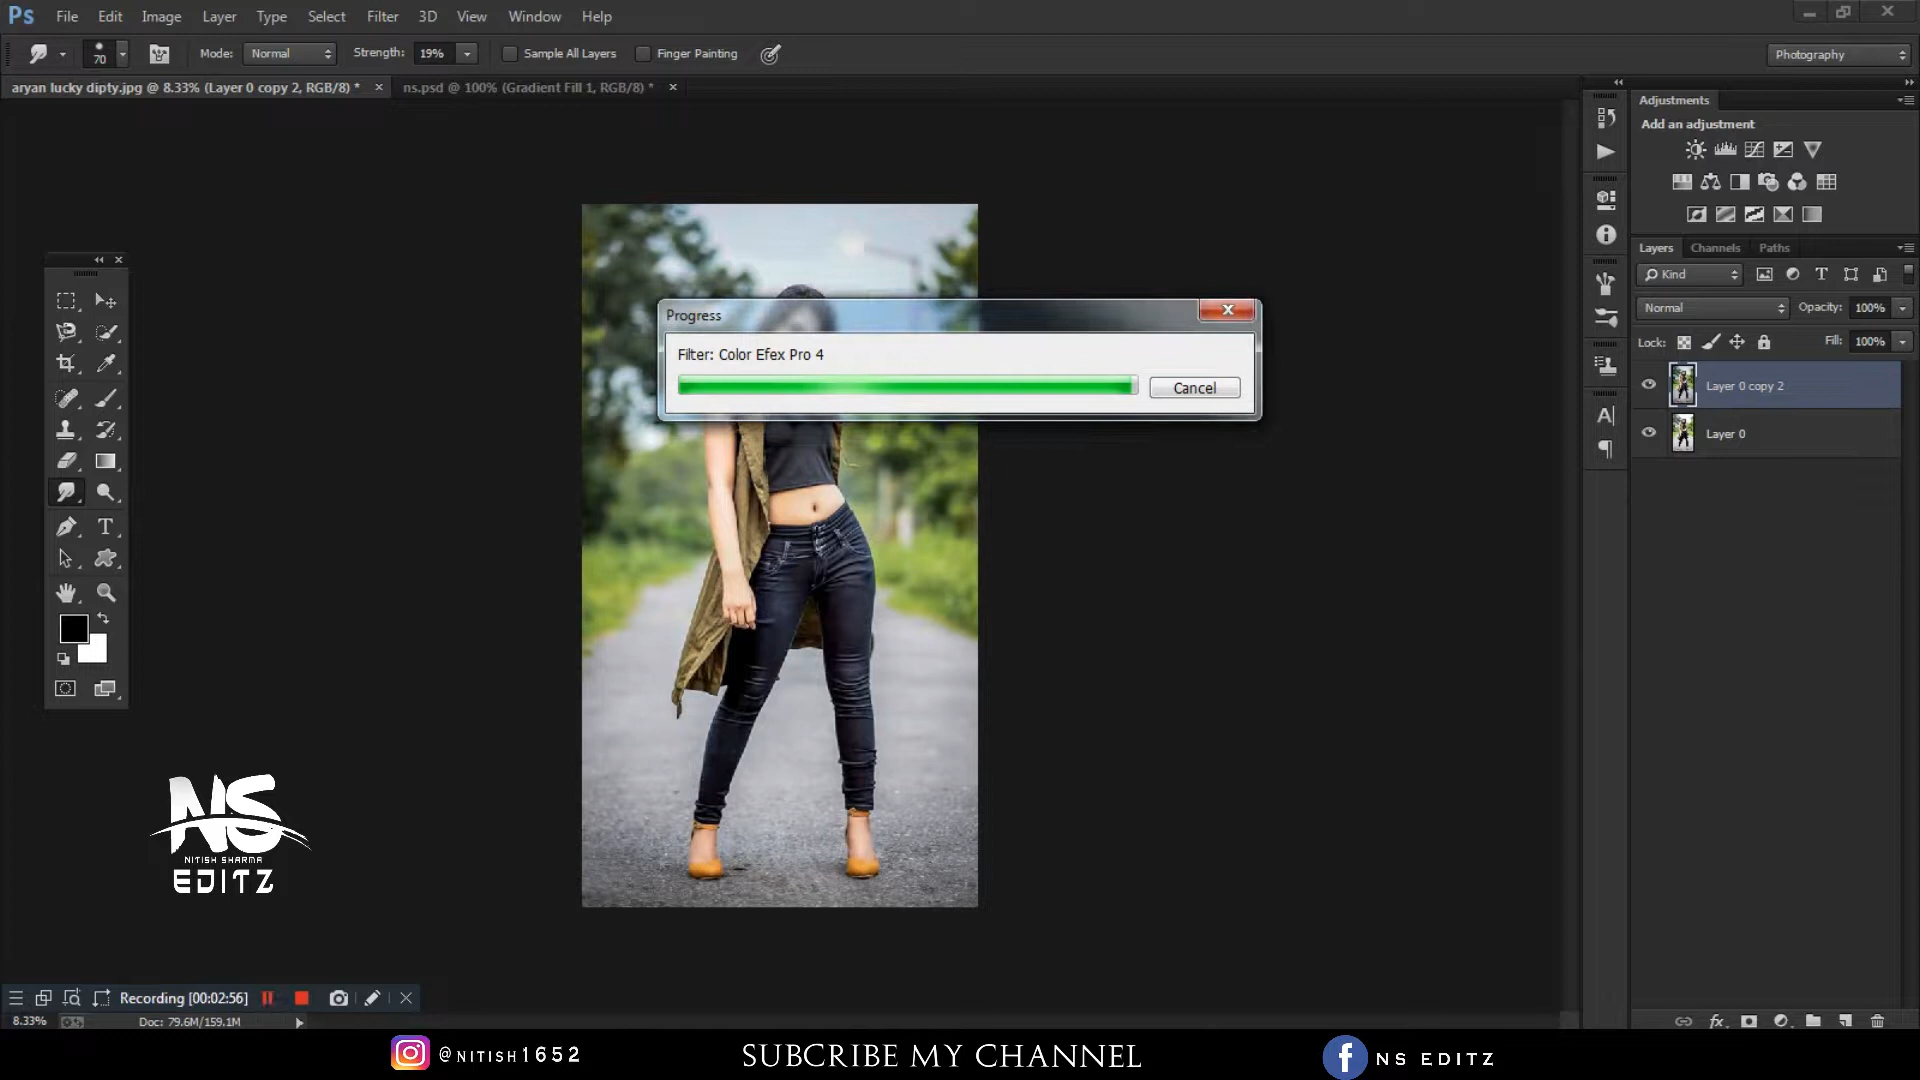 Ps File Edit Image Layer Type Select Filter 3D View Window Help
70 Mode: Normal Strength: 19% Sample All Layers Finger Painting Photography
aryan lucky dipty.jpg @ 8.33% (Layer 0 copy 2, RGB/8) * ns.psd @ 100% (Gradient Fill 1, RGB/8) *
Adjustments
Add an adjustment
Layers Channels Paths
Kind
Normal Opacity: 100%
Lock: Fill: 100%
Layer 0 copy 2
Layer 0
Progress
Filter: Color Efex Pro 4
Cancel
NS
NITISH SHARMA
EDITZ
Recording [00:02:56]
8.33% Doc: 79.6M/159.1M
@NITISH1652 SUBCRIBE MY CHANNEL NS EDITZ